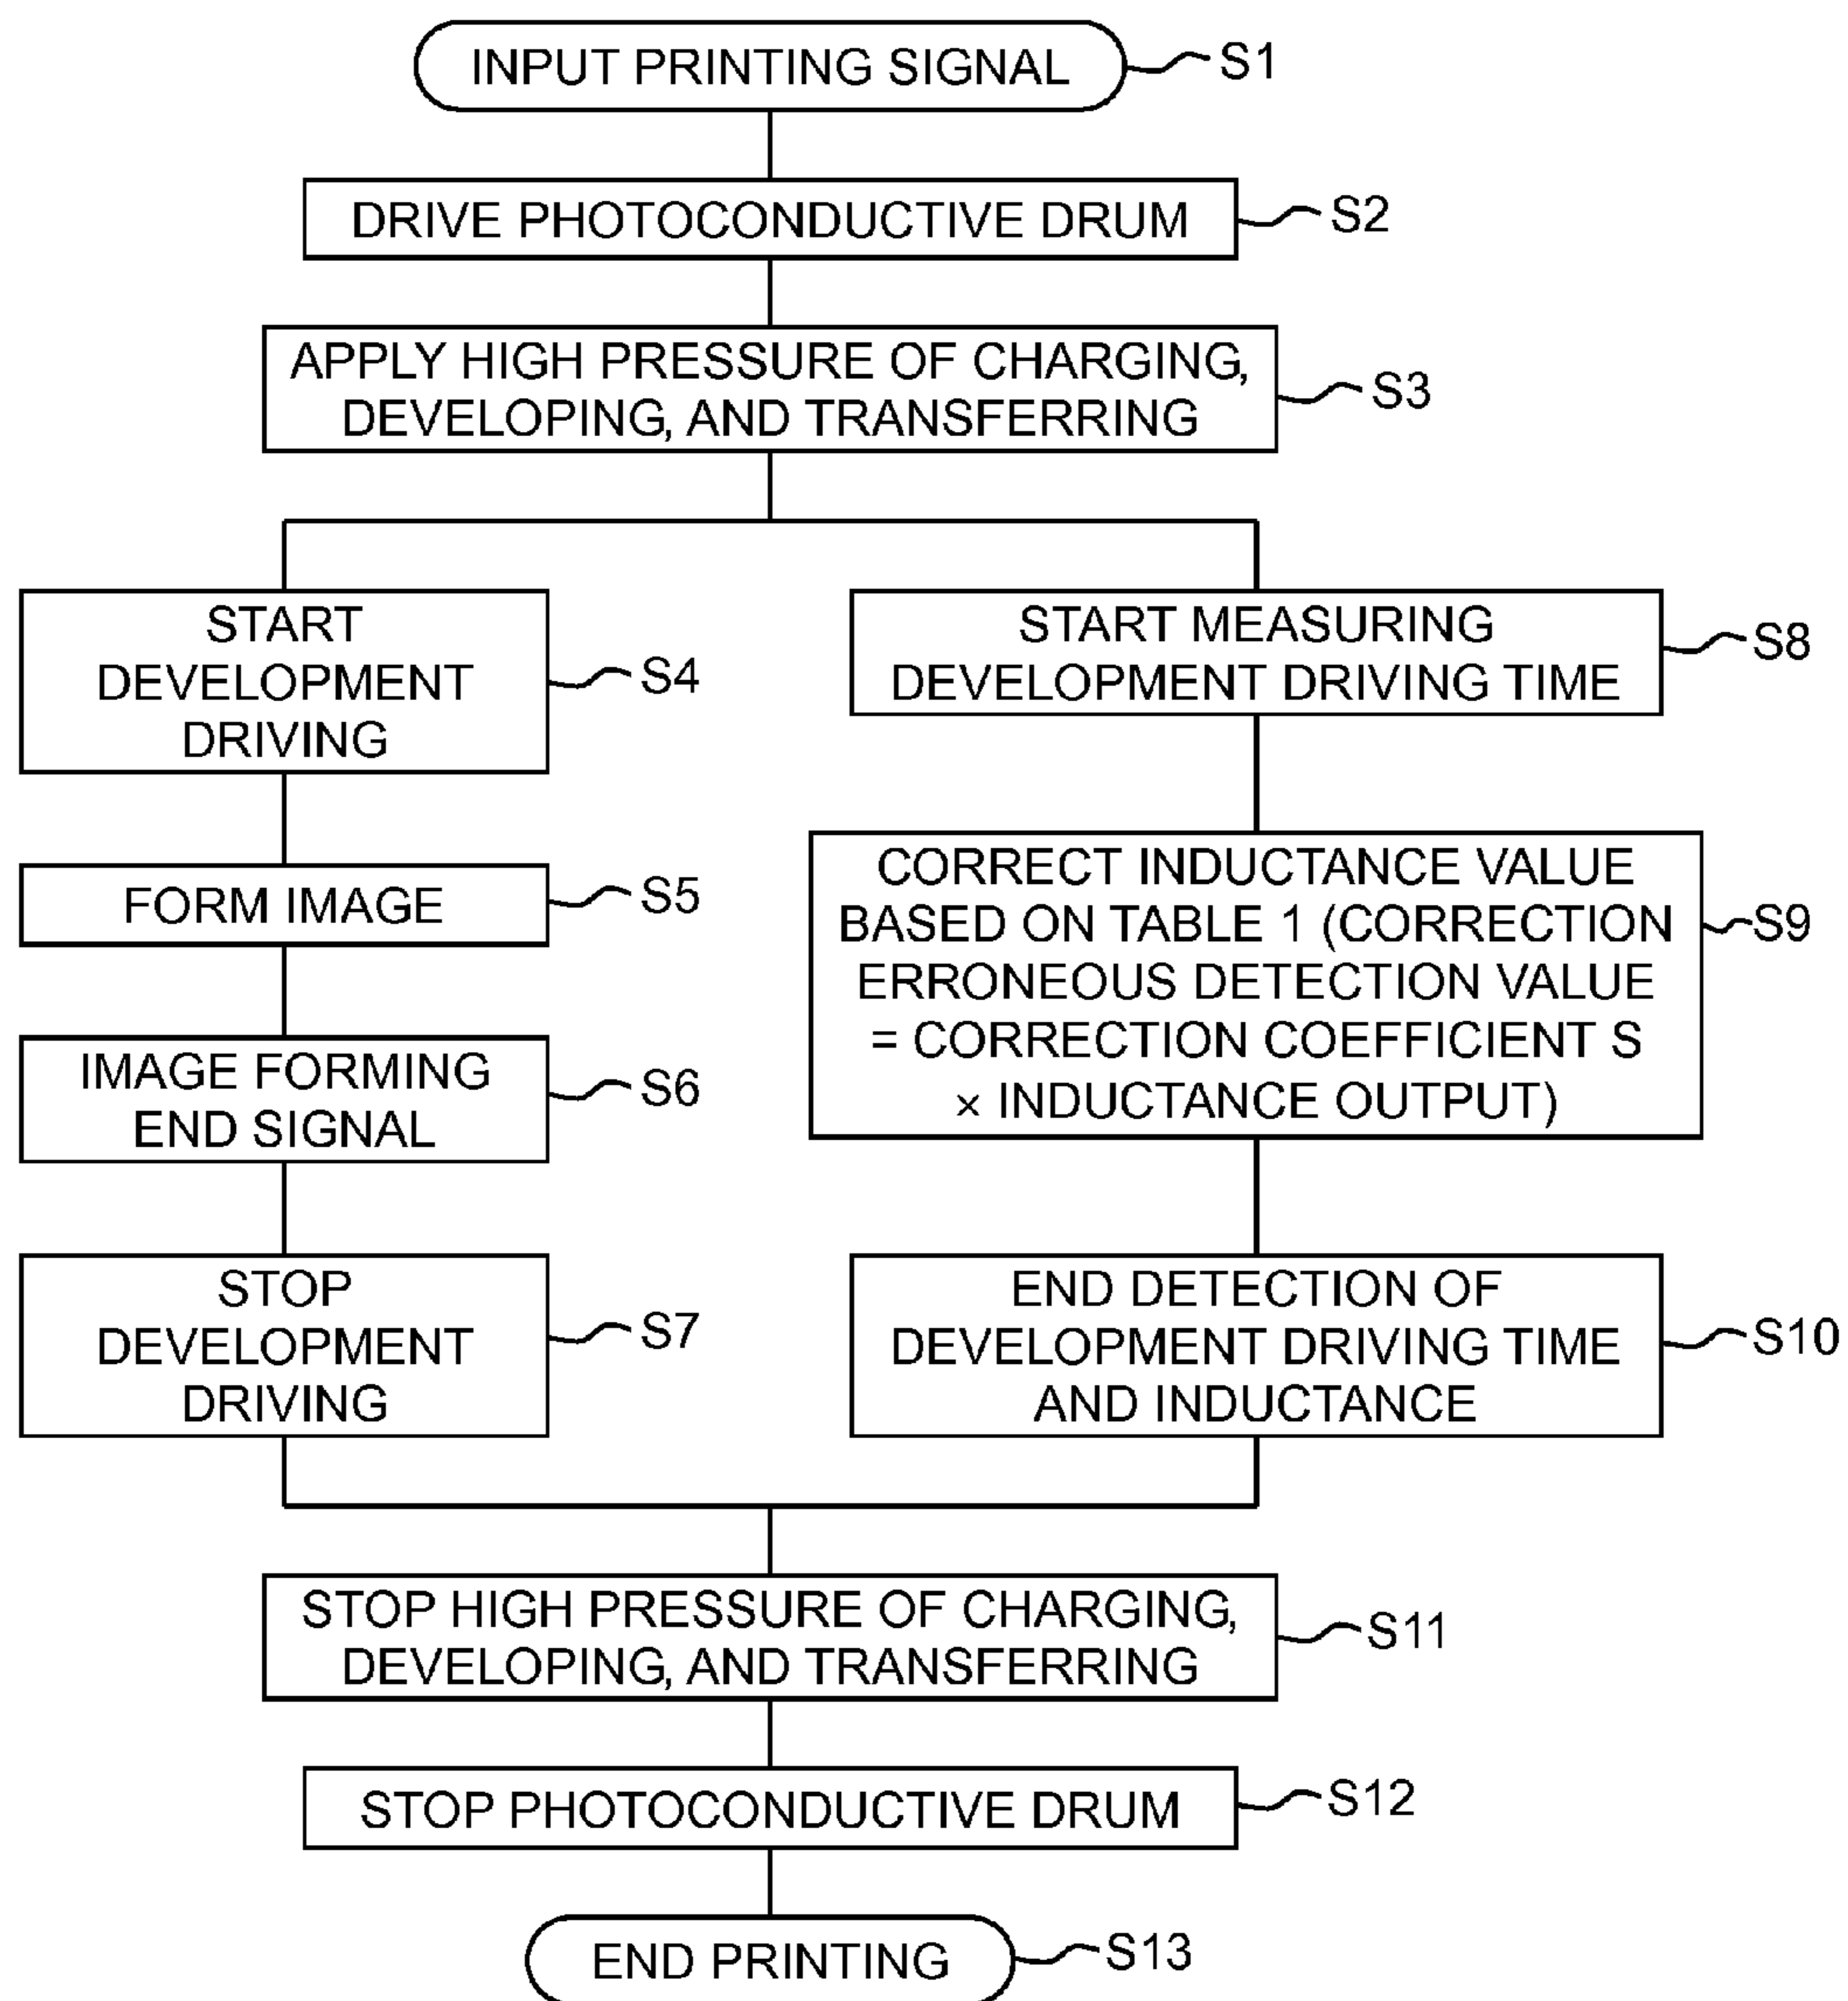 INPUT PRINTING SIGNAL
S1
DRIVE PHOTOCONDUCTIVE DRUM
S2
APPLY HIGH PRESSURE OF CHARGING,
DEVELOPING, AND TRANSFERRING
S3
START
DEVELOPMENT
DRIVING
S4
FORM IMAGE
S5
IMAGE FORMING
END SIGNAL
S6
STOP
DEVELOPMENT
DRIVING
S7
START MEASURING
DEVELOPMENT DRIVING TIME
S8
CORRECT INDUCTANCE VALUE
BASED ON TABLE 1 (CORRECTION
ERRONEOUS DETECTION VALUE
= CORRECTION COEFFICIENT S
× INDUCTANCE OUTPUT)
S9
END DETECTION OF
DEVELOPMENT DRIVING TIME
AND INDUCTANCE
S10
STOP HIGH PRESSURE OF CHARGING,
DEVELOPING, AND TRANSFERRING
S11
STOP PHOTOCONDUCTIVE DRUM
S12
END PRINTING
S13